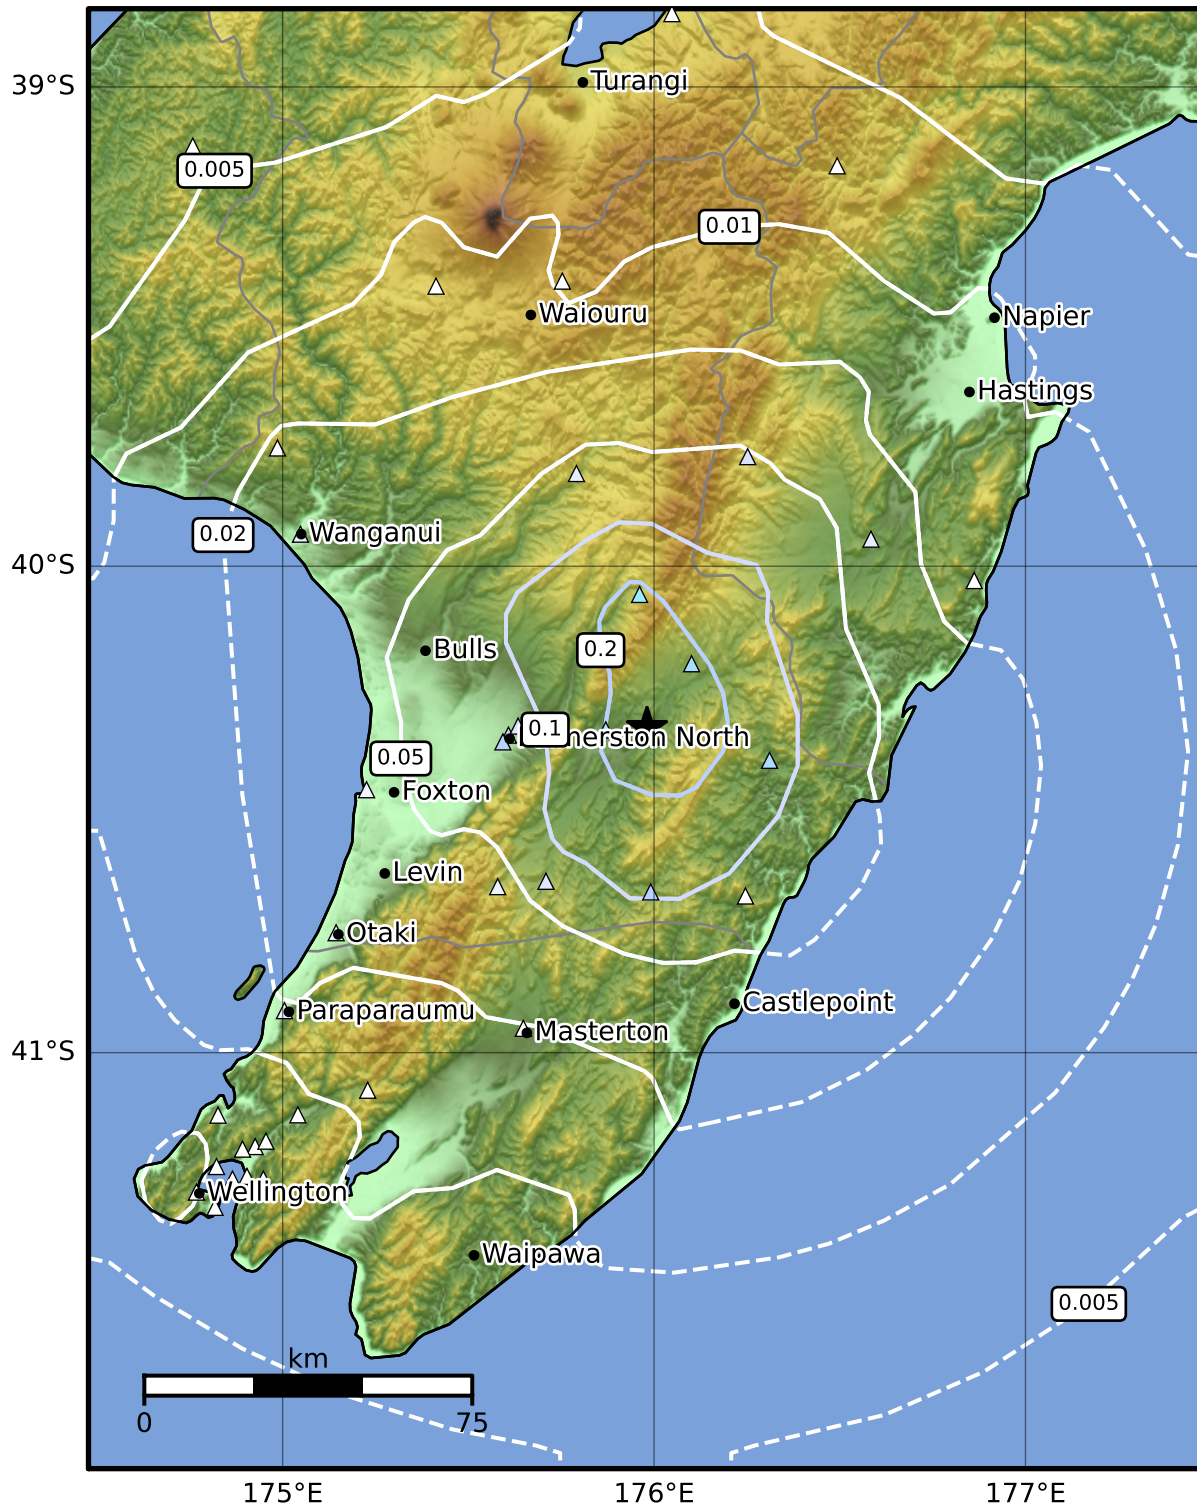 39°S
Turangi
0.005
0.01
Waiouru
Napier
Hastings
0.02
Wanganui
40°S
Bulls
0.2
0.1
merston North
0.05
Foxton
Levin
Otaki
Paraparaumu
Castlepoint
Masterton
41°S
Wellington
Waipawa
0.005
km
0
75
175°E
176°E
177°E